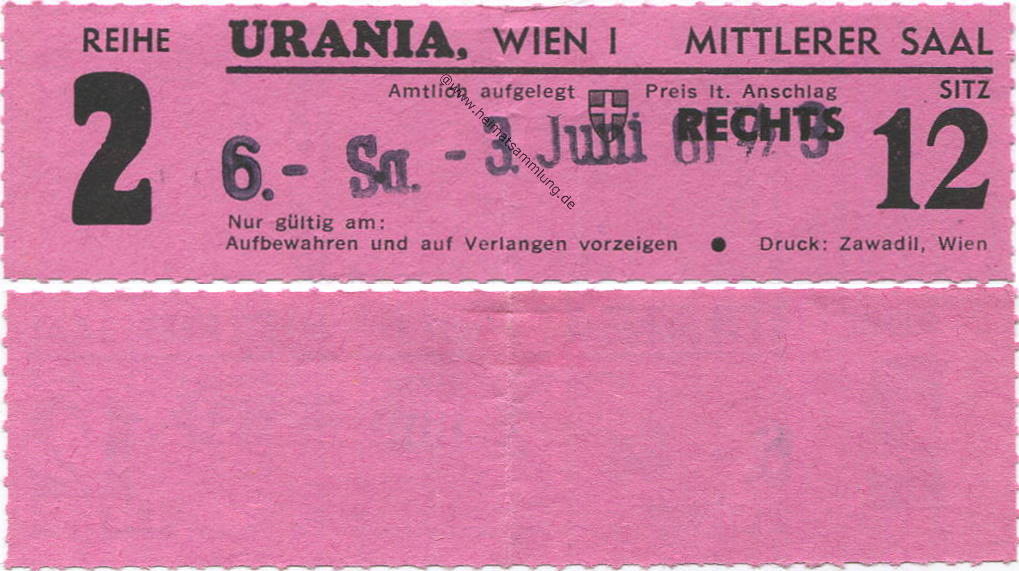 REIHE URANIA, WIEN I MITTLERER SAAL
2 Amtlich aufgelegt Preis lt. Anschlag SITZ
RECHTS 12
6.- Sa. - 3. Juni
Nur gültig am:
Aufbewahren und auf Verlangen vorzeigen ● Druck: Zawadil, Wien
@www.heimatsammlung.de